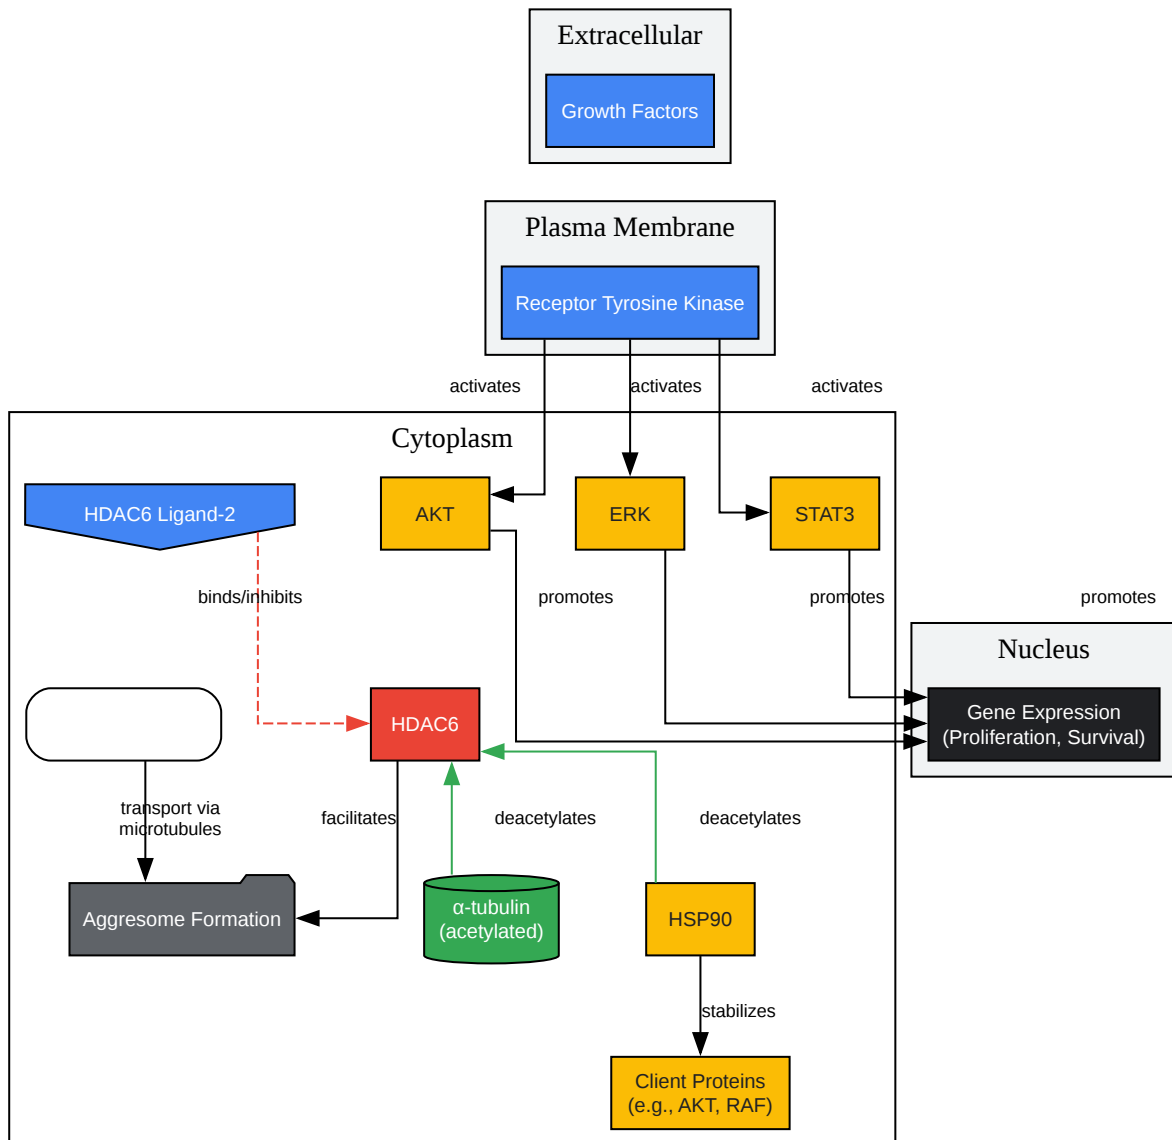 Extracellular
Growth Factors
Plasma Membrane
Receptor Tyrosine Kinase
activates
activates
activates
Cytoplasm
HDAC6 Ligand-2
AKT
ERK
STAT3
binds/inhibits
promotes
promotes
promotes
Nucleus
HDAC6
Gene Expression
(Proliferation, Survival)
transport via
microtubules
facilitates
deacetylates
deacetylates
Aggresome Formation
α-tubulin
(acetylated)
HSP90
stabilizes
Client Proteins
(e.g., AKT, RAF)